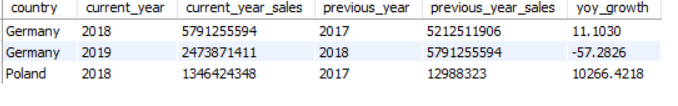 country current_year current_year_sales previous_year previous_year_sales yoy_growth
Germany 2018 5791255594 2017 5212511906 11.1030
Germany 2019 2473871411 2018 5791255594 -57.2826
Poland 2018 1346424348 2017 12988323 10266.4218